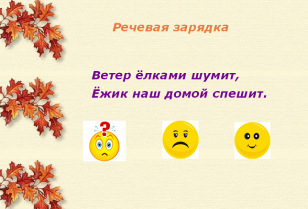 Речевая зарядка
Ветер ёлками шумит,
Ёжик наш домой спешит.
?